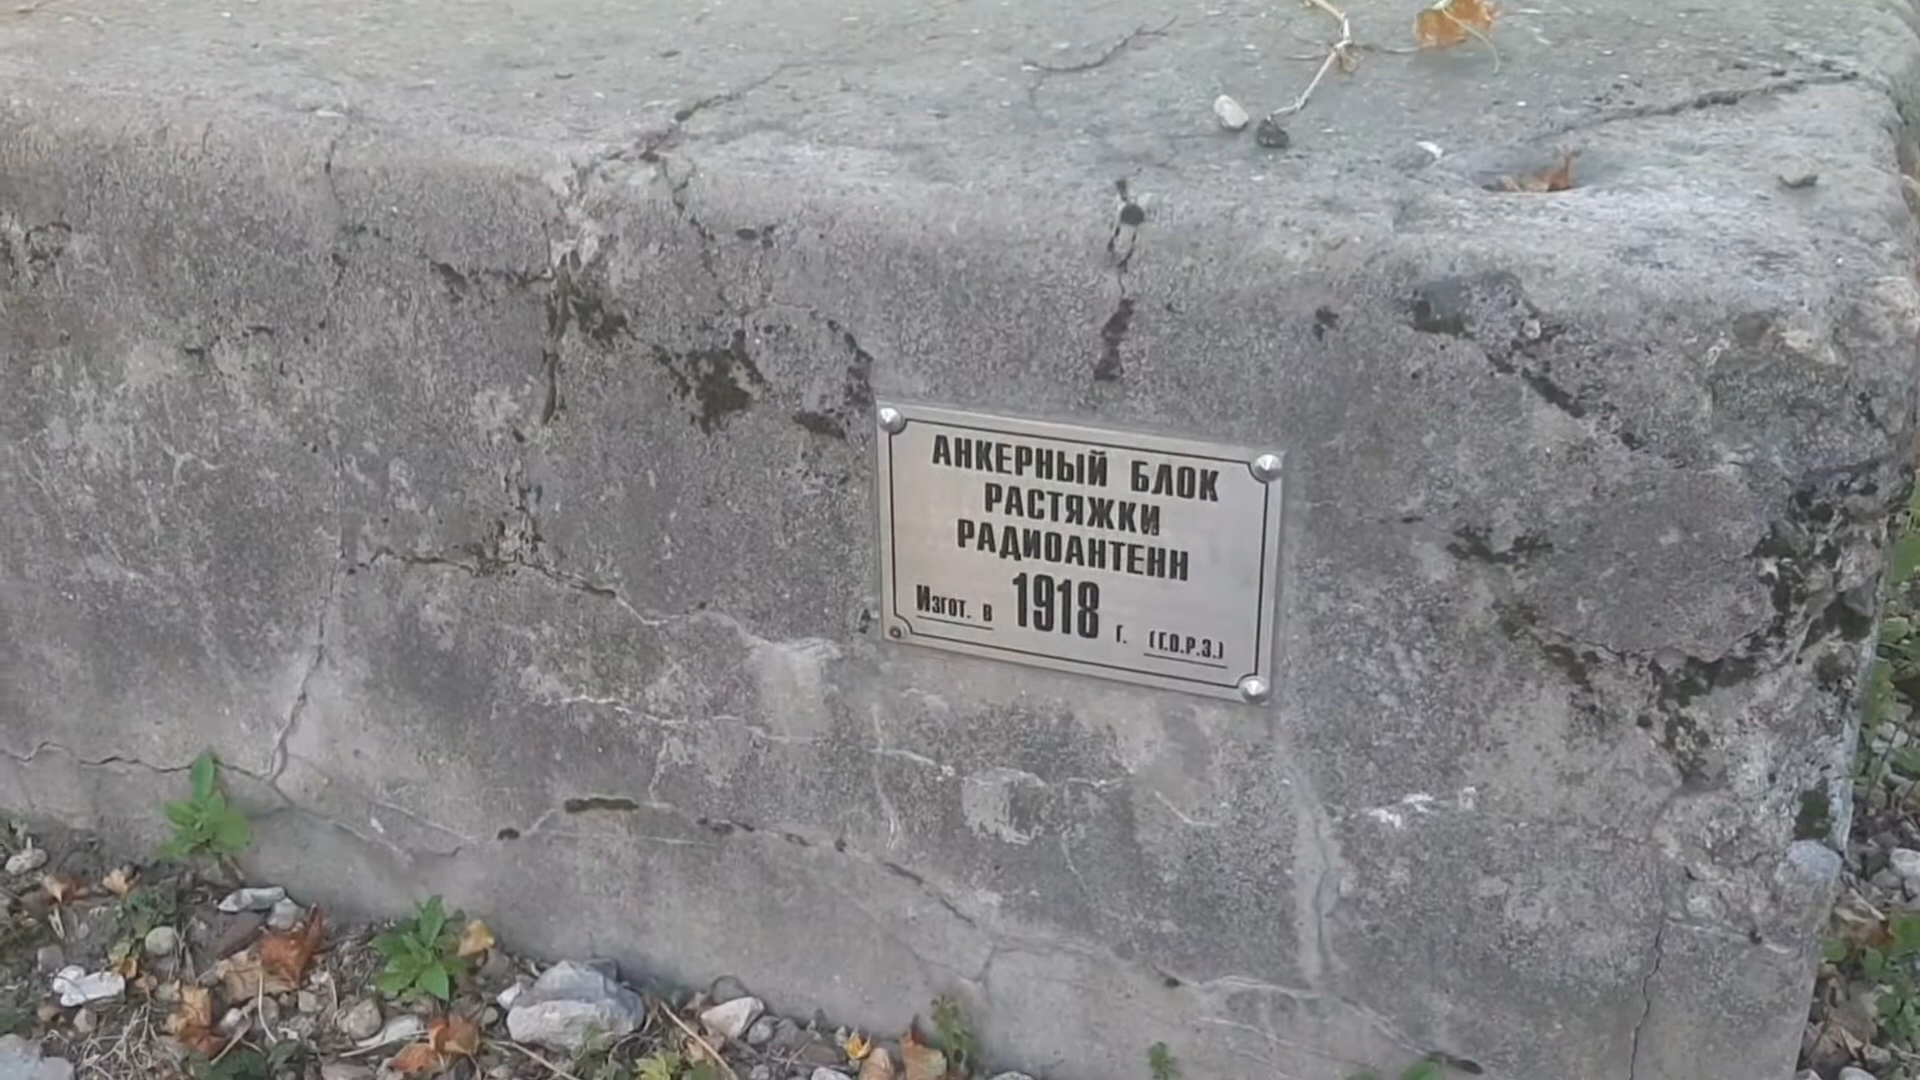 АНКЕРНЫЙ БЛОК
РАСТЯЖКИ
РАДИОАНТЕНН
Изгот. в 1918 г. (Г.О.Р.З.)